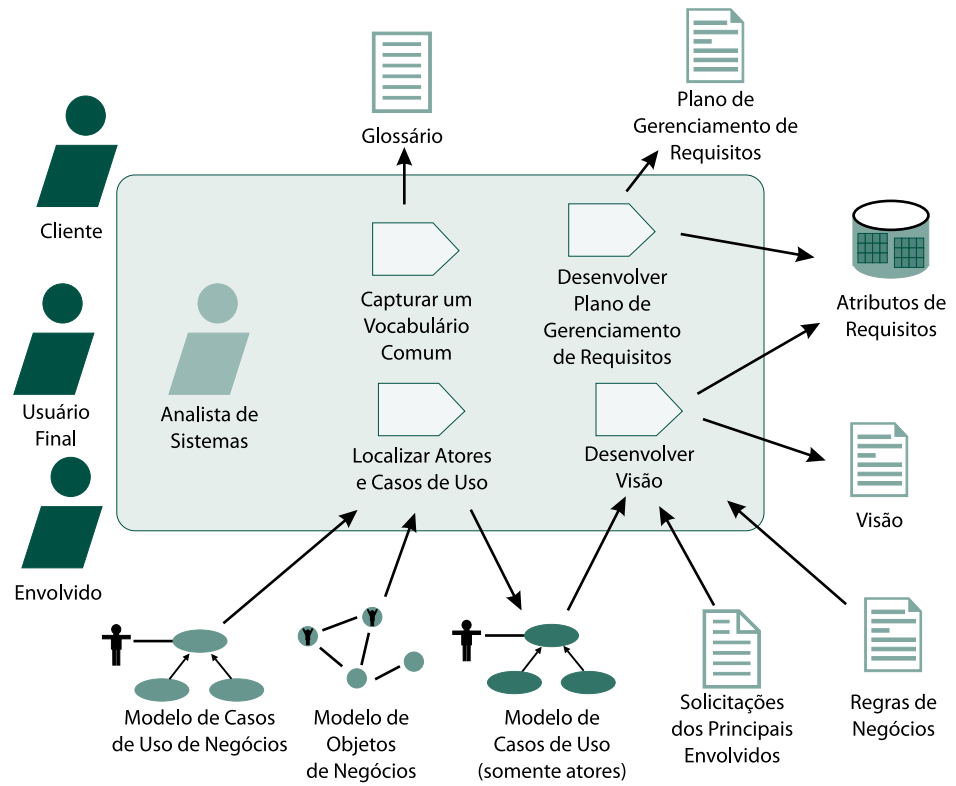 Glossário
Plano de
Gerenciamento de
Requisitos
Cliente
Capturar um
Vocabulário
Comum
Desenvolver
Plano de
Gerenciamento
de Requisitos
Atributos de
Requisitos
Usuário
Final
Analista de
Sistemas
Localizar Atores
e Casos de Uso
Desenvolver
Visão
Visão
Envolvido
Modelo de Casos
de Uso de Negócios
Modelo de
Objetos
de Negócios
Modelo de
Casos de Uso
(somente atores)
Solicitações
dos Principais
Envolvidos
Regras de
Negócios